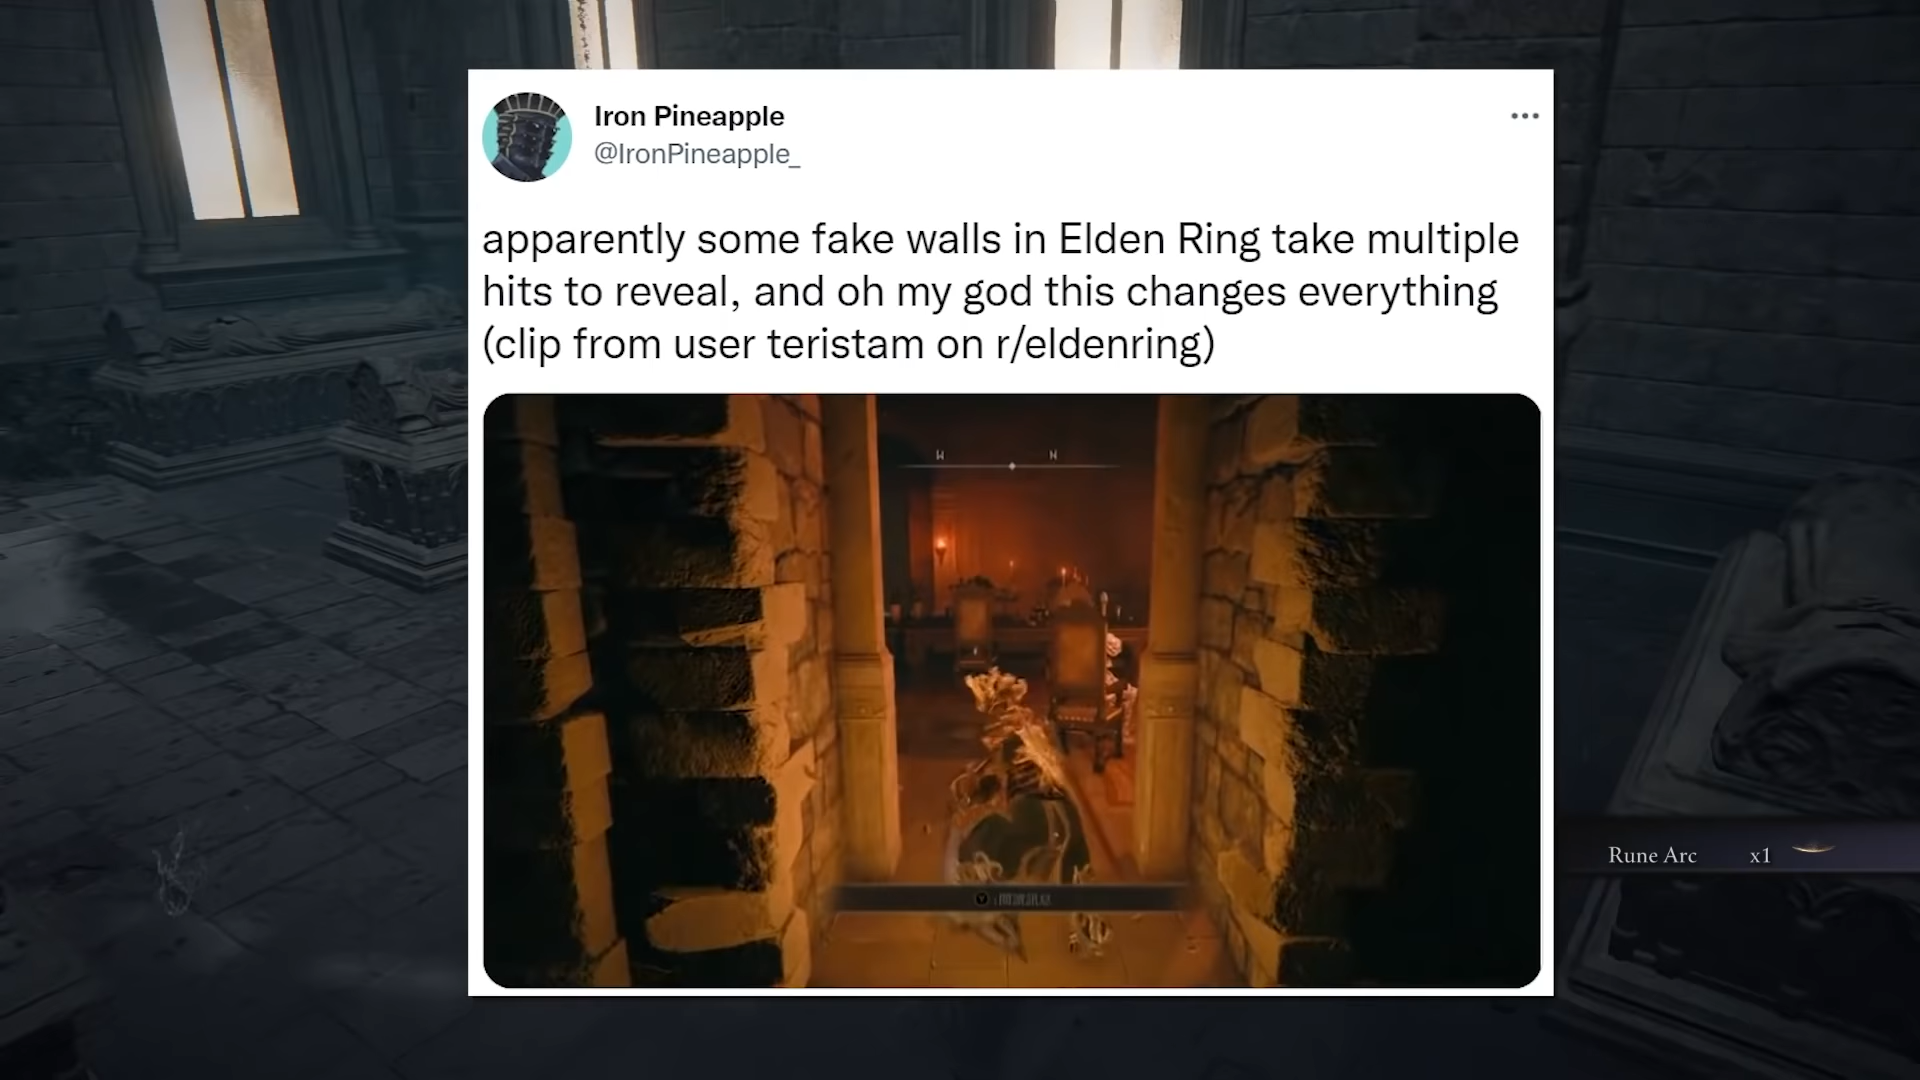 Iron Pineapple
@IronPineapple_
apparently some fake walls in Elden Ring take multiple
hits to reveal, and oh my god this changes everything
(clip from user teristam on r/eldenring)
W N
Rune Arc x1